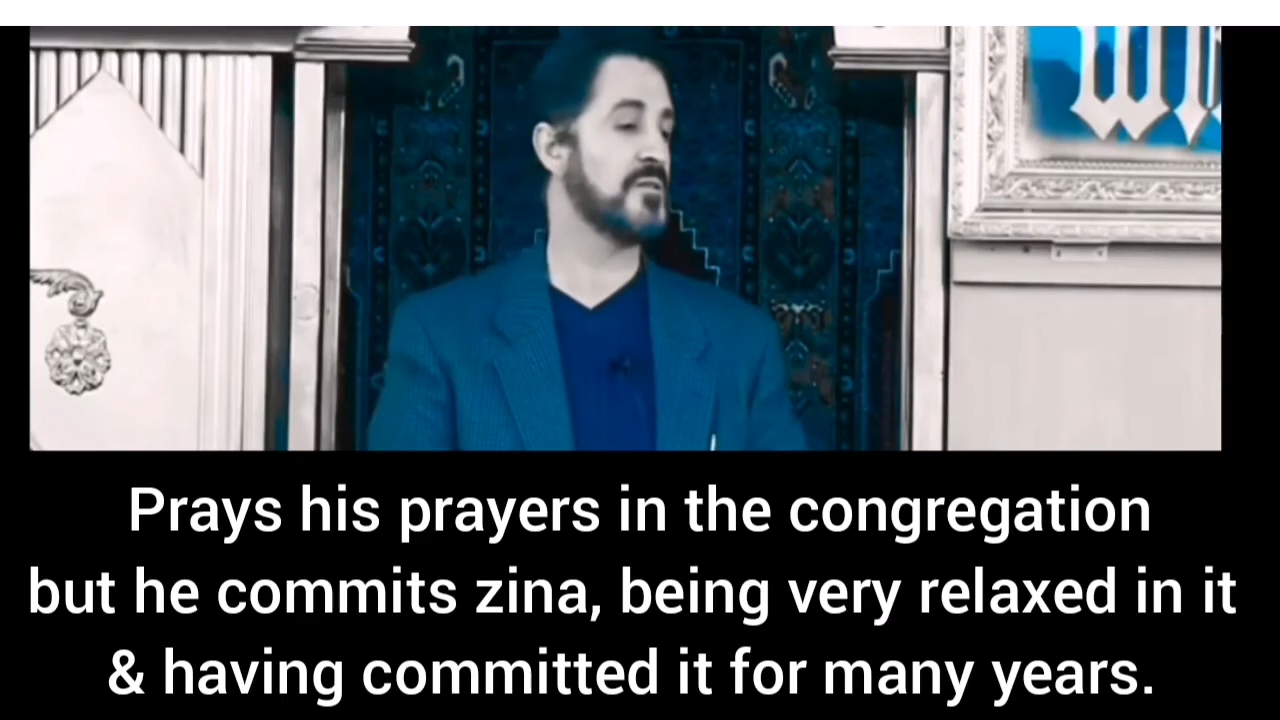 Prays his prayers in the congregation
but he commits zina, being very relaxed in it
& having committed it for many years.